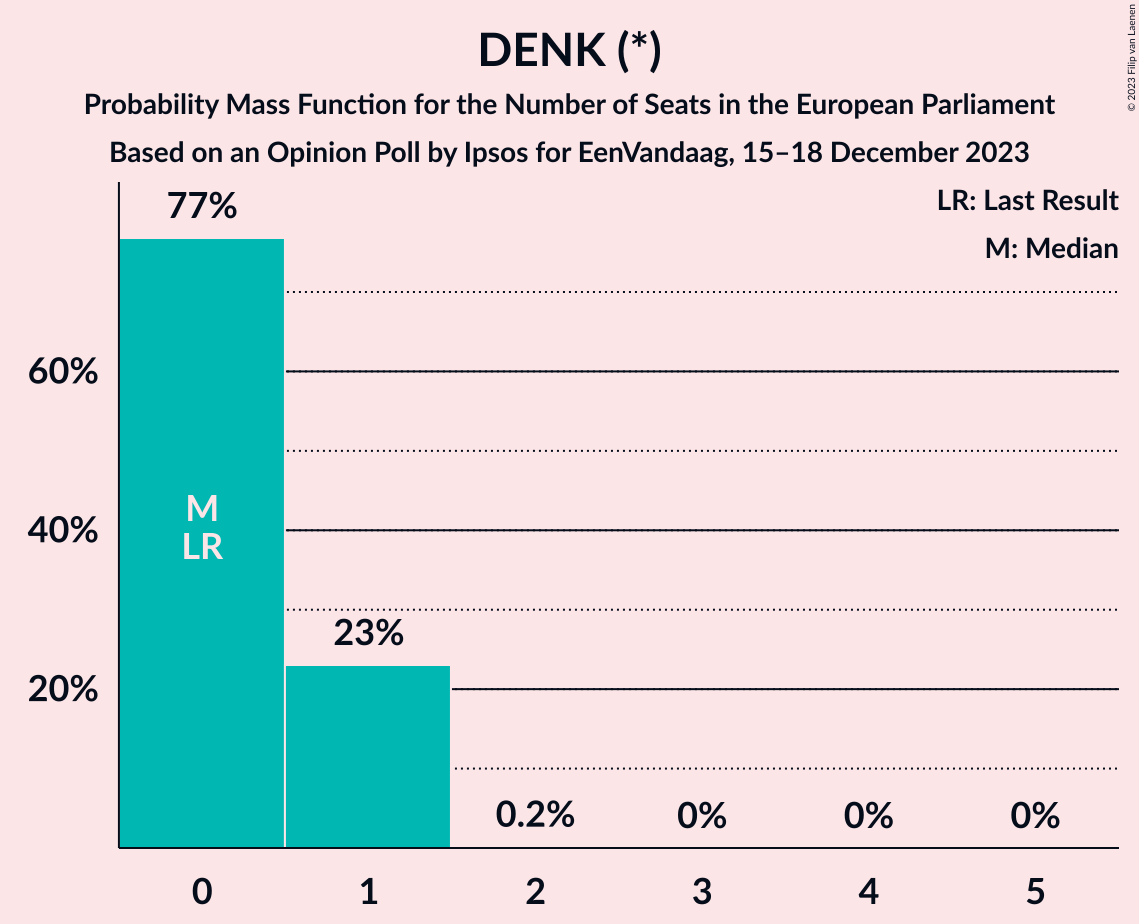 DENK (*)
Probability Mass Function for the Number of Seats in the European Parliament
Based on an Opinion Poll by Ipsos for EenVandaag, 15–18 December 2023
© 2023 Filip van Laenen
LR: Last Result
M: Median
77%
60%
40%
20%
M
LR
23%
0.2%
0%
0%
0%
0
1
2
3
4
5